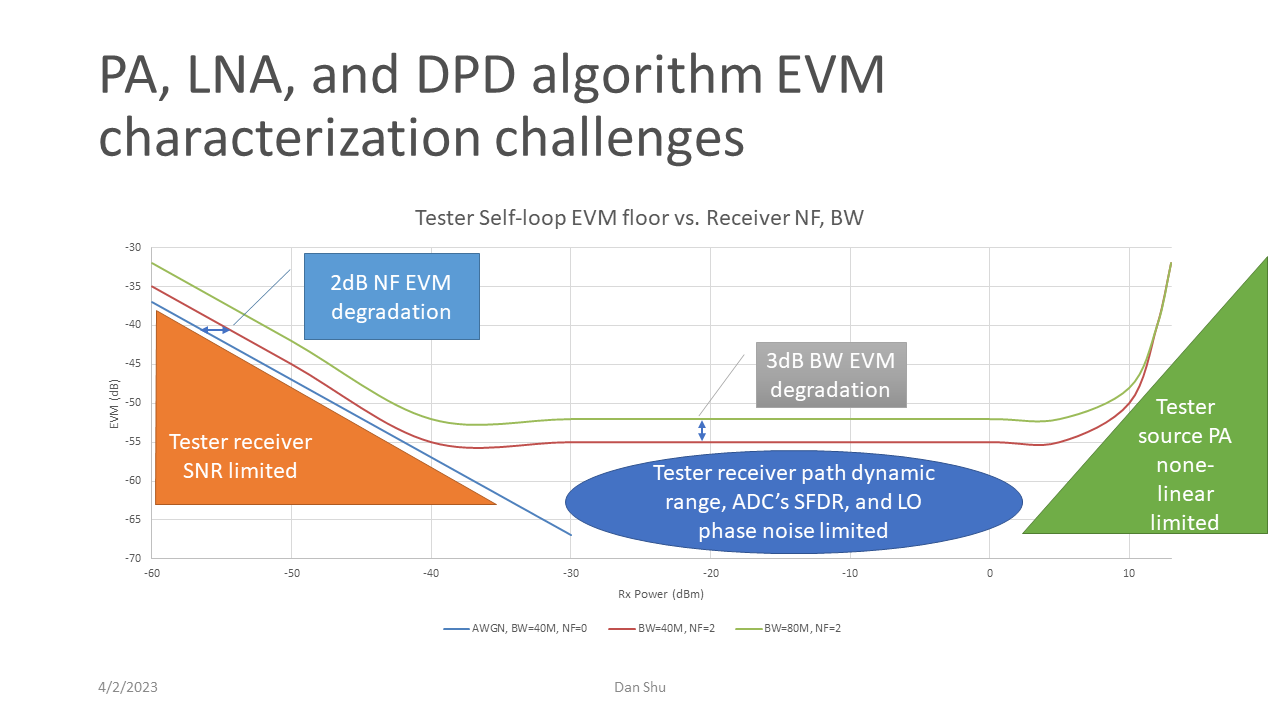 PA, LNA, and DPD algorithm EVM
characterization challenges
Tester Self-loop EVM floor vs. Receiver NF, BW
-30
-35
-40
-45
-50
-55
-60
-65
-70
EVM (dB)
2dB NF EVM
degradation
3dB BW EVM
degradation
Tester receiver
SNR limited
Tester receiver path dynamic
range, ADC’s SFDR, and LO
phase noise limited
Tester
source PA
none-
linear
limited
-60 -50 -40 -30 -20 -10 0 10
Rx Power (dBm)
AWGN, BW=40M, NF=0 BW=40M, NF=2 BW=80M, NF=2
4/2/2023 Dan Shu